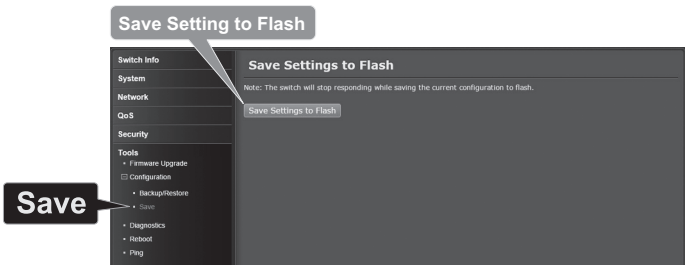 Save Setting to Flash
Switch Info
System
Network
QoS
Security
Tools
Firmware Upgrade
Configuration
Backup/Restore
Save
Diagnostics
Reboot
Ping
Save
Save Settings to Flash
Note: The switch will stop responding while saving the current configuration to flash.
Save Settings to Flash